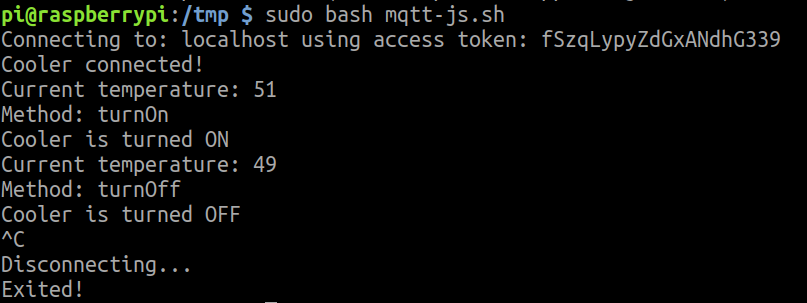 pi@raspberrypi:/tmp $ sudo bash mqtt-js.sh
Connecting to: localhost using access token: fSzqLypyZdGxANdhG339
Cooler connected!
Current temperature: 51
Method: turnOn
Cooler is turned ON
Current temperature: 49
Method: turnOff
Cooler is turned OFF
^C
Disconnecting...
Exited!